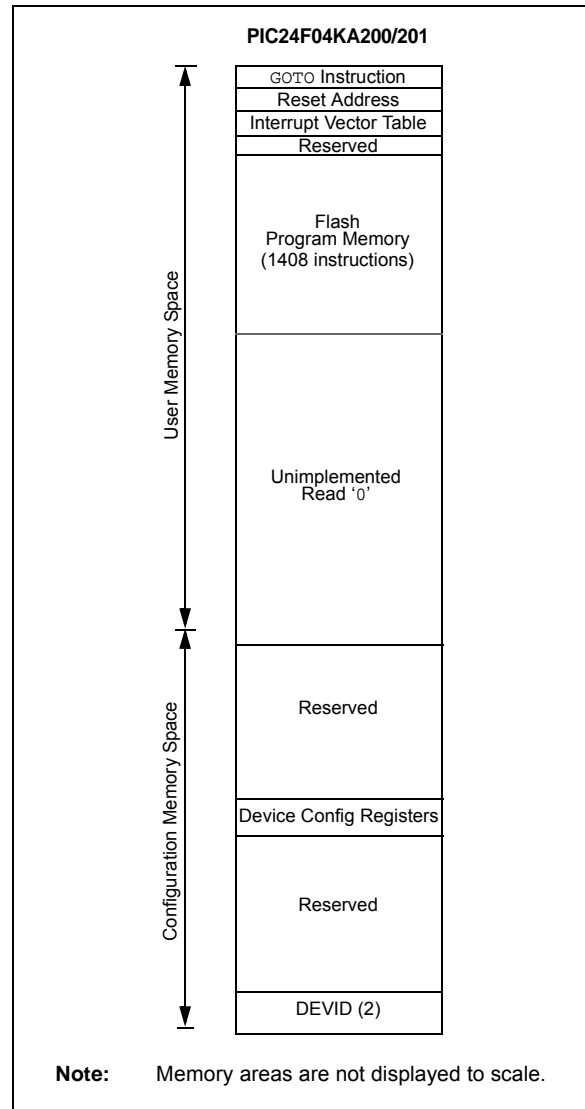 PIC24F04KA200/201
GOTO Instruction
Reset Address
Interrupt Vector Table
Reserved
Flash
Program Memory
(1408 instructions)
User Memory Space
Unimplemented
Read ‘0’
Reserved
Configuration Memory Space
Device Config Registers
Reserved
DEVID (2)
Note: Memory areas are not displayed to scale.